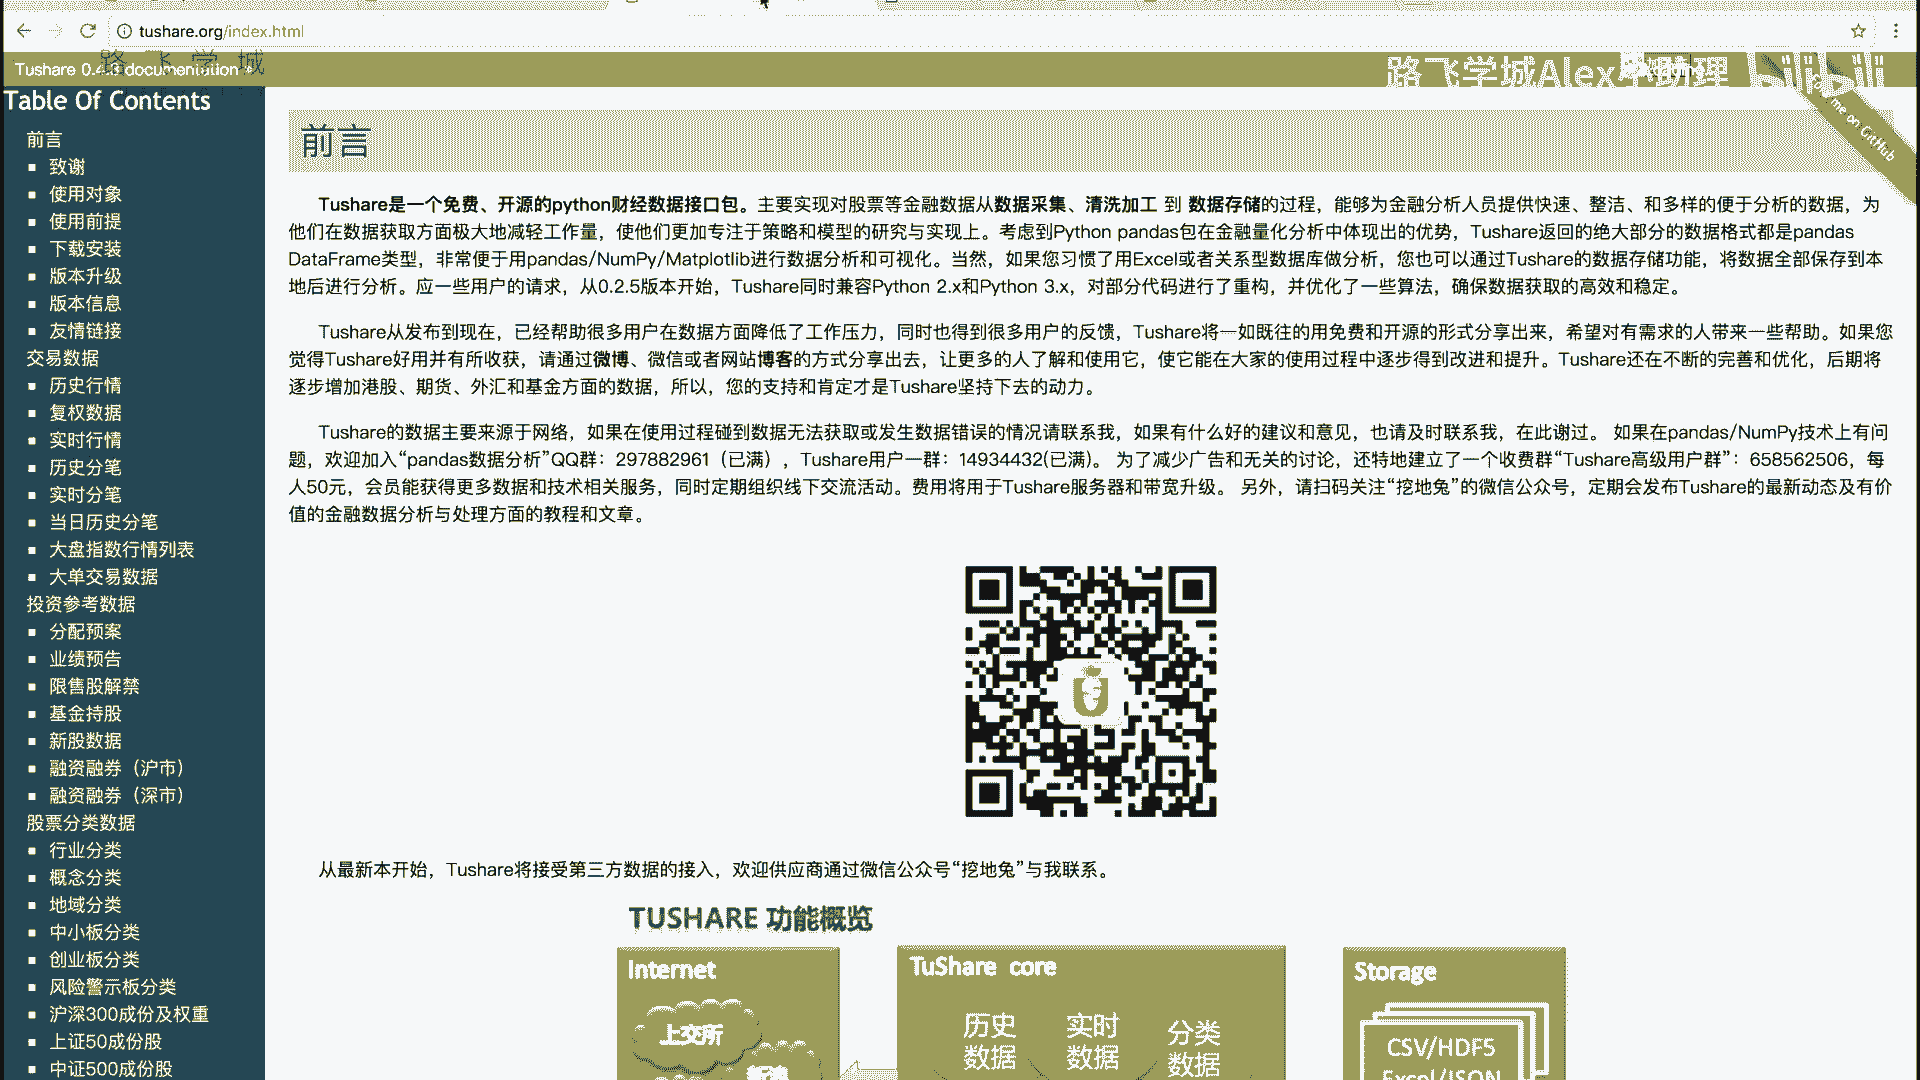 tushare.org/index.html
路飞学城
Tushare 0.4.3 documentation »
路飞学城Alex小助理
bilibili
Fork me on GitHub
Table Of Contents
前言
致谢
使用对象
使用前提
下载安装
版本升级
版本信息
友情链接
交易数据
历史行情
复权数据
实时行情
历史分笔
实时分笔
当日历史分笔
大盘指数行情列表
大单交易数据
投资参考数据
分配预案
业绩预告
限售股解禁
基金持股
新股数据
融资融券（沪市）
融资融券（深市）
股票分类数据
行业分类
概念分类
地域分类
中小板分类
创业板分类
风险警示板分类
沪深300成份及权重
上证50成份股
中证500成份股
前言
Tushare是一个免费、开源的python财经数据接口包。主要实现对股票等金融数据从数据采集、清洗加工 到 数据存储的过程，能够为金融分析人员提供快速、整洁、和多样的便于分析的数据，为
他们在数据获取方面极大地减轻工作量，使他们更加专注于策略和模型的研究与实现上。考虑到Python pandas包在金融量化分析中体现出的优势，Tushare返回的绝大部分的数据格式都是pandas
DataFrame类型，非常便于用pandas/NumPy/Matplotlib进行数据分析和可视化。当然，如果您习惯了用Excel或者关系型数据库做分析，您也可以通过Tushare的数据存储功能，将数据全部保存到本
地后进行分析。应一些用户的请求，从0.2.5版本开始，Tushare同时兼容Python 2.x和Python 3.x，对部分代码进行了重构，并优化了一些算法，确保数据获取的高效和稳定。
Tushare从发布到现在，已经帮助很多用户在数据方面降低了工作压力，同时也得到很多用户的反馈，Tushare将一如既往的用免费和开源的形式分享出来，希望对有需求的人带来一些帮助。如果您
觉得Tushare好用并有所收获，请通过微博、微信或者网站博客的方式分享出去，让更多的人了解和使用它，使它能在大家的使用过程中逐步得到改进和提升。Tushare还在不断的完善和优化，后期将
逐步增加港股、期货、外汇和基金方面的数据，所以，您的支持和肯定才是Tushare坚持下去的动力。
Tushare的数据主要来源于网络，如果在使用过程碰到数据无法获取或发生数据错误的情况请联系我，如果有什么好的建议和意见，也请及时联系我，在此谢过。 如果在pandas/NumPy技术上有问
题，欢迎加入“pandas数据分析”QQ群：297882961（已满），Tushare用户一群：14934432(已满)。 为了减少广告和无关的讨论，还特地建立了一个收费群“Tushare高级用户群”：658562506，每
人50元，会员能获得更多数据和技术相关服务，同时定期组织线下交流活动。费用将用于Tushare服务器和带宽升级。 另外，请扫码关注“挖地兔”的微信公众号，定期会发布Tushare的最新动态及有价
值的金融数据分析与处理方面的教程和文章。
从最新本开始，Tushare将接受第三方数据的接入，欢迎供应商通过微信公众号“挖地兔”与我联系。
TUSHARE 功能概览
Internet
上交所
TuShare core
历史
数据
实时
数据
分类
数据
Storage
CSV/HDF5
Excel/JSON